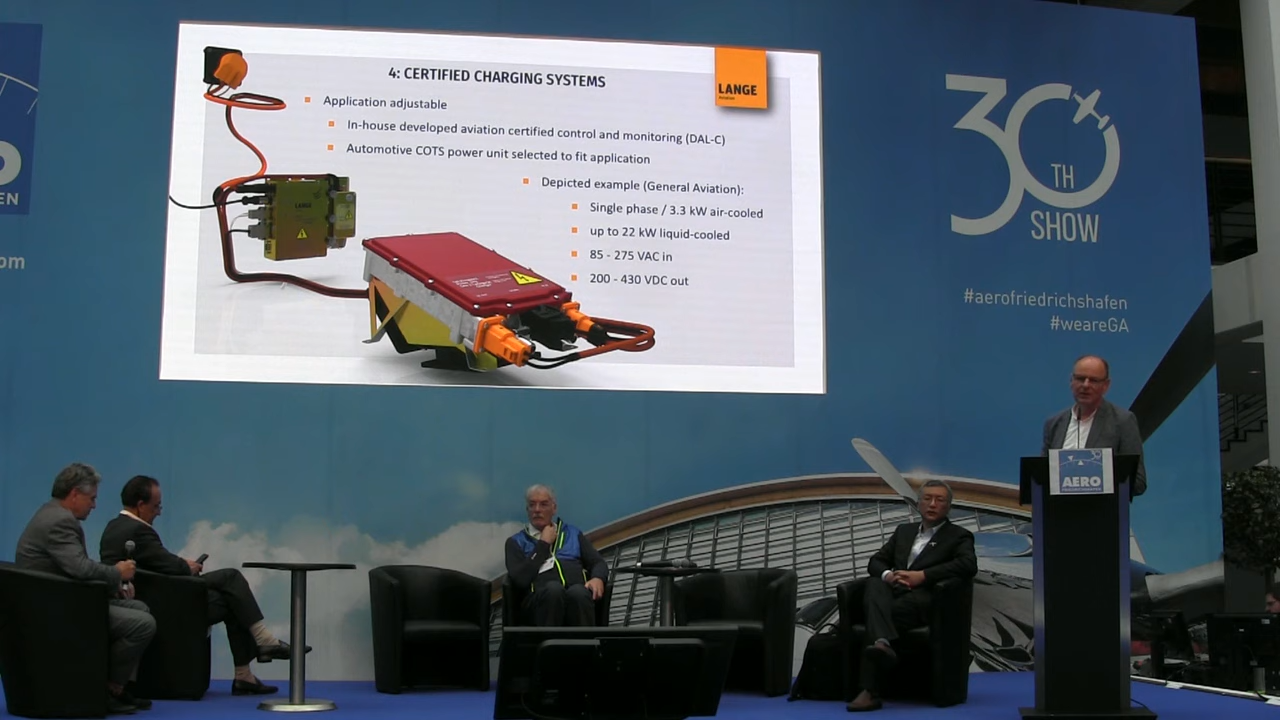 4: CERTIFIED CHARGING SYSTEMS
LANGE
Application adjustable
In-house developed aviation certified control and monitoring (DAL-C)
Automotive COTS power unit selected to fit application
Depicted example (General Aviation):
Single phase / 3.3 kW air-cooled
up to 22 kW liquid-cooled
85 - 275 VAC in
200 - 430 VDC out
LANGE
30
TH
SHOW
#aerofriedrichshafen
#weareGA
AERO
O
EN
om